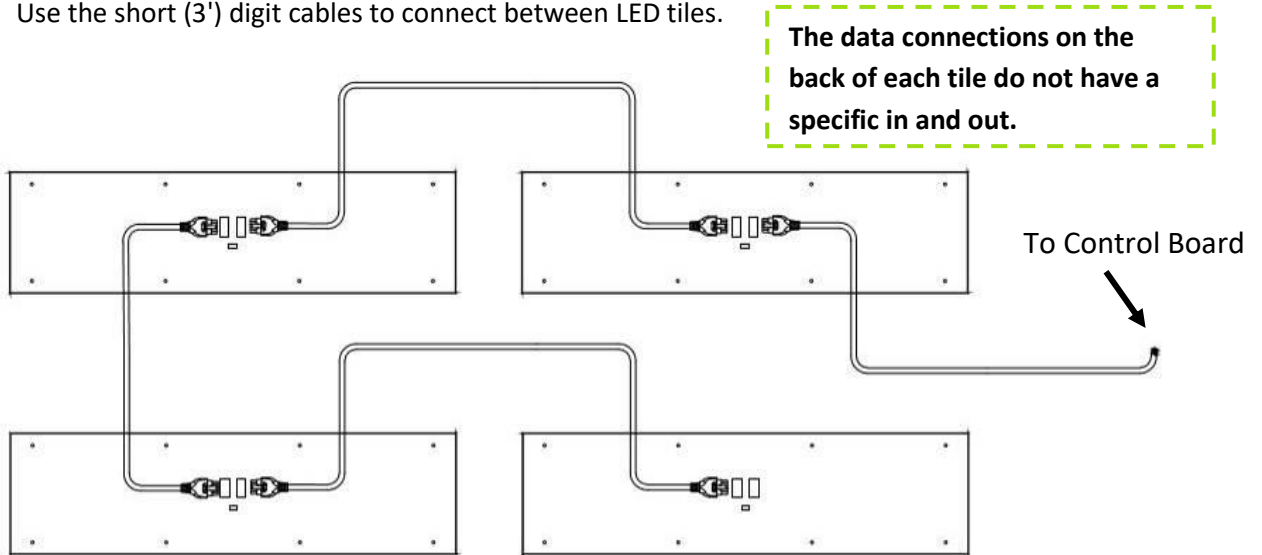 Use the short (3') digit cables to connect between LED tiles.
The data connections on the
back of each tile do not have a
specific in and out.
To Control Board